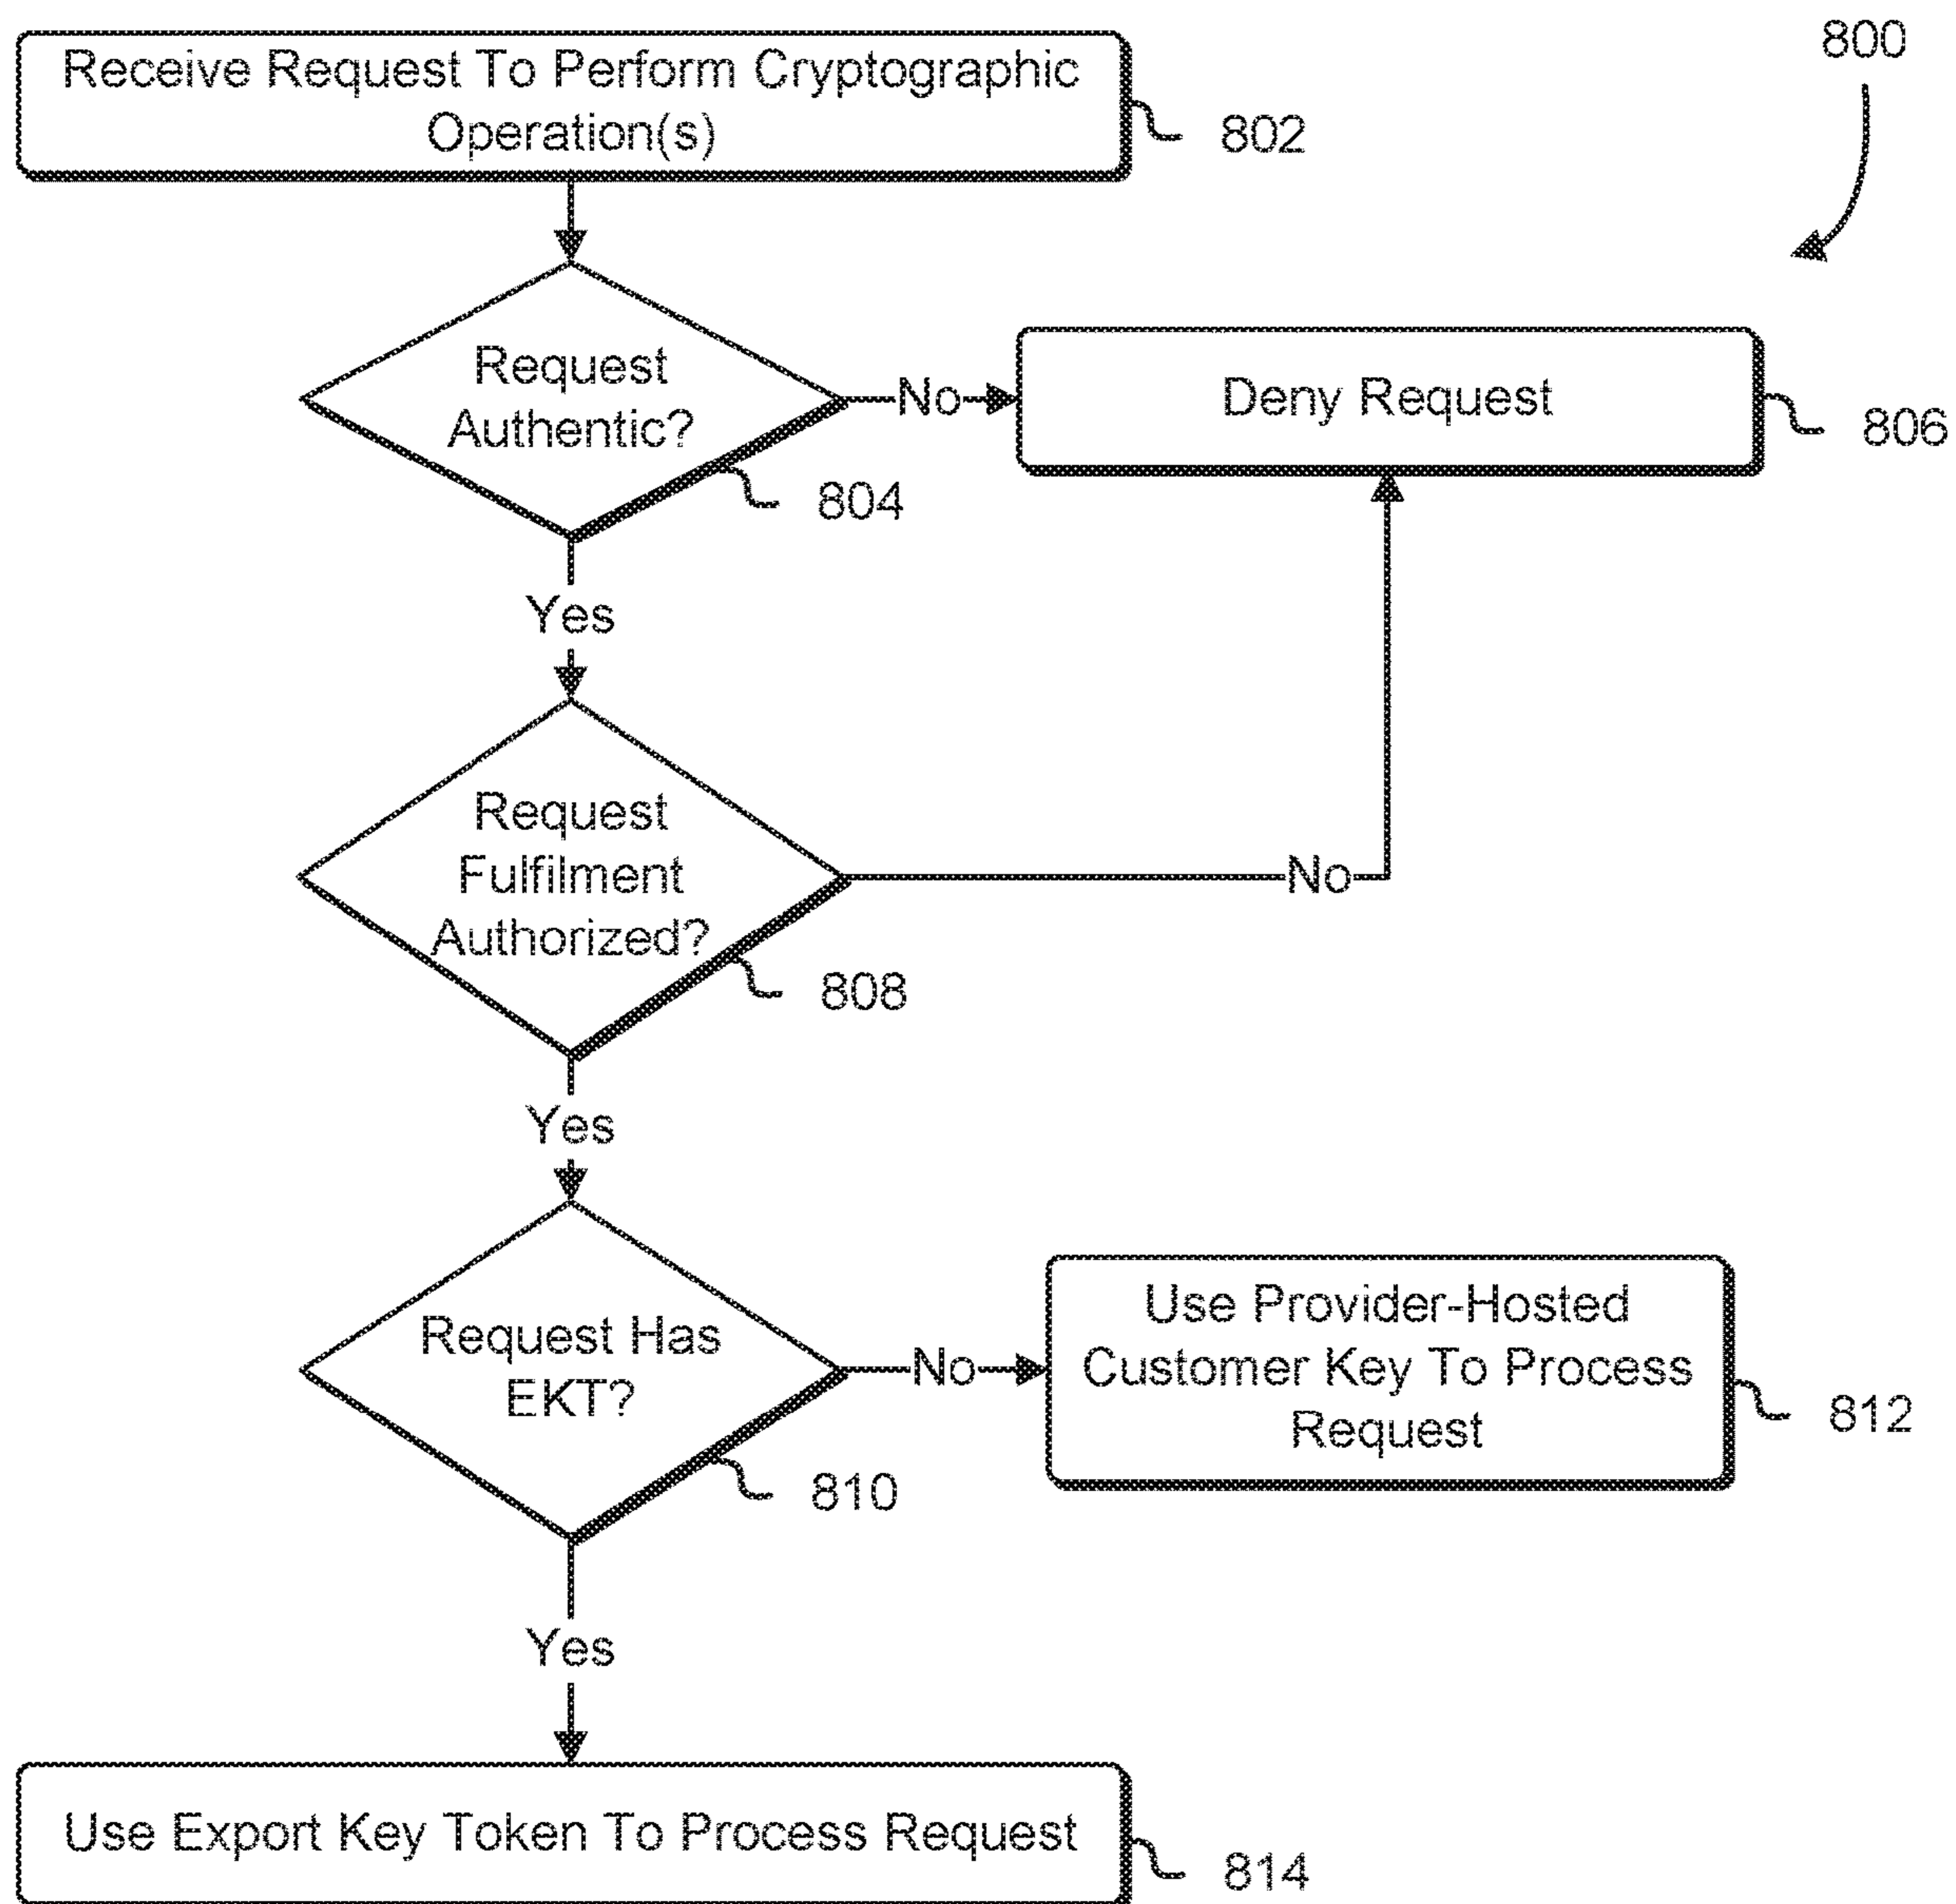 800
Receive Request To Perform Cryptographic
Operation(s)
802
Request
Authentic?
804
No
Deny Request
806
Yes
Request
Fulfilment
Authorized?
808
No
Yes
Request Has
EKT?
810
No
Use Provider-Hosted
Customer Key To Process
Request
812
Yes
Use Export Key Token To Process Request
814